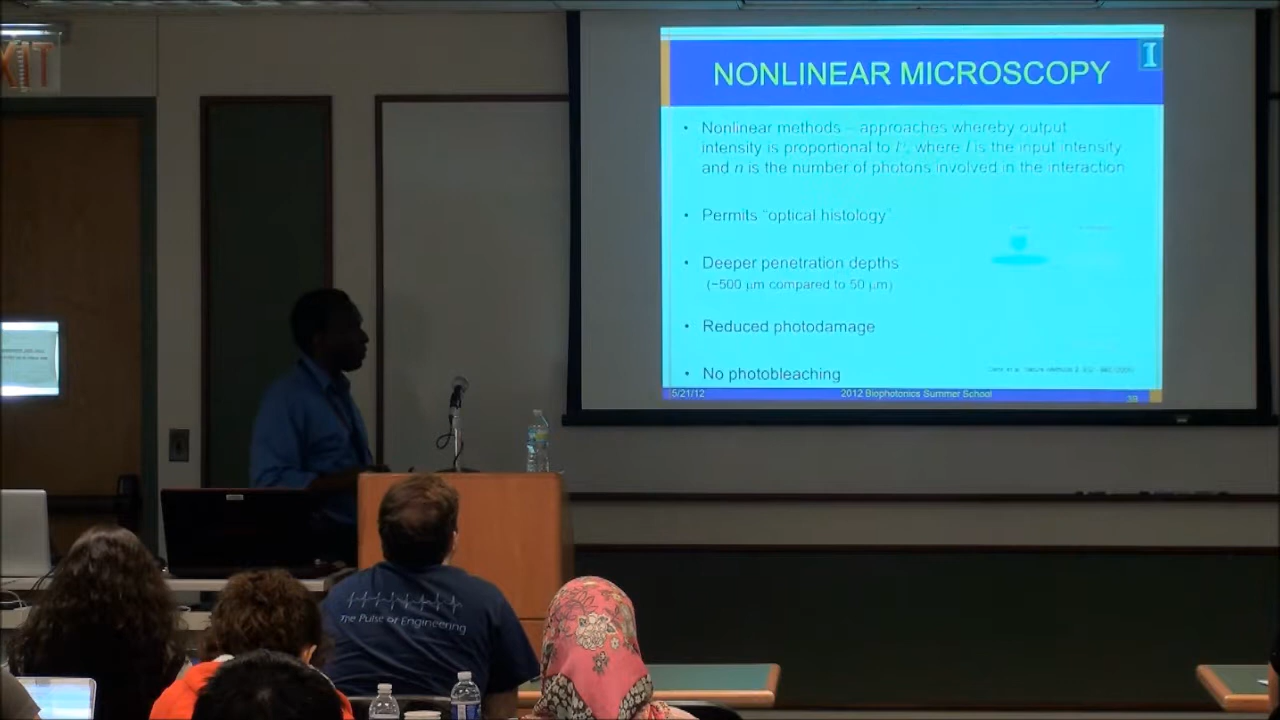 EXIT
I
NONLINEAR MICROSCOPY
• Nonlinear methods – approaches whereby output
intensity is proportional to Iⁿ, where I is the input intensity
and n is the number of photons involved in the interaction
• Permits "optical histology"
• Deeper penetration depths
(~500 µm compared to 50 µm)
• Reduced photodamage
• No photobleaching
5/21/12
2012 Biophotonics Summer School
39
The Pulse of Engineering